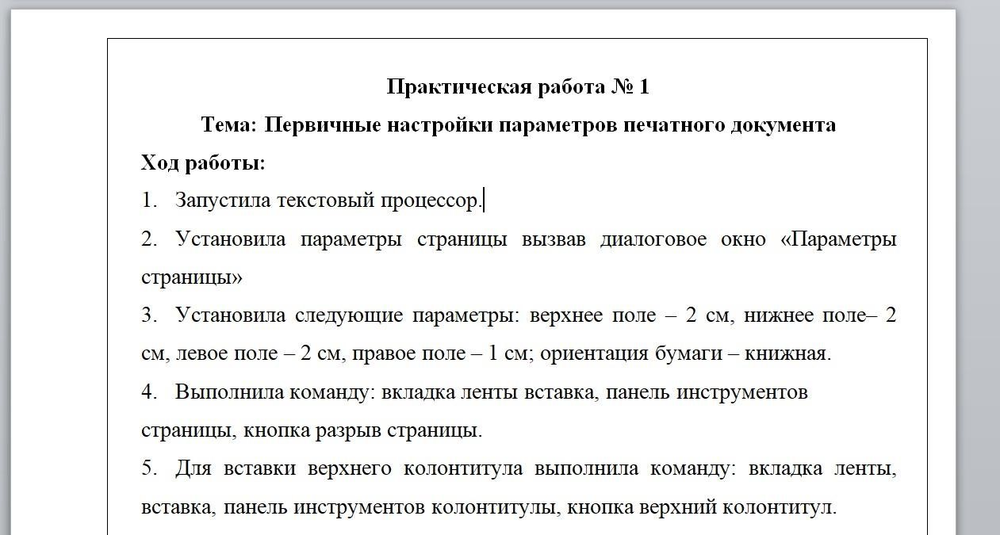 Практическая работа № 1
Тема: Первичные настройки параметров печатного документа
Ход работы:
1. Запустила текстовый процессор.
2. Установила параметры страницы вызвав диалоговое окно «Параметры
страницы»
3. Установила следующие параметры: верхнее поле – 2 см, нижнее поле– 2
см, левое поле – 2 см, правое поле – 1 см; ориентация бумаги – книжная.
4. Выполнила команду: вкладка ленты вставка, панель инструментов
страницы, кнопка разрыв страницы.
5. Для вставки верхнего колонтитула выполнила команду: вкладка ленты,
вставка, панель инструментов колонтитулы, кнопка верхний колонтитул.